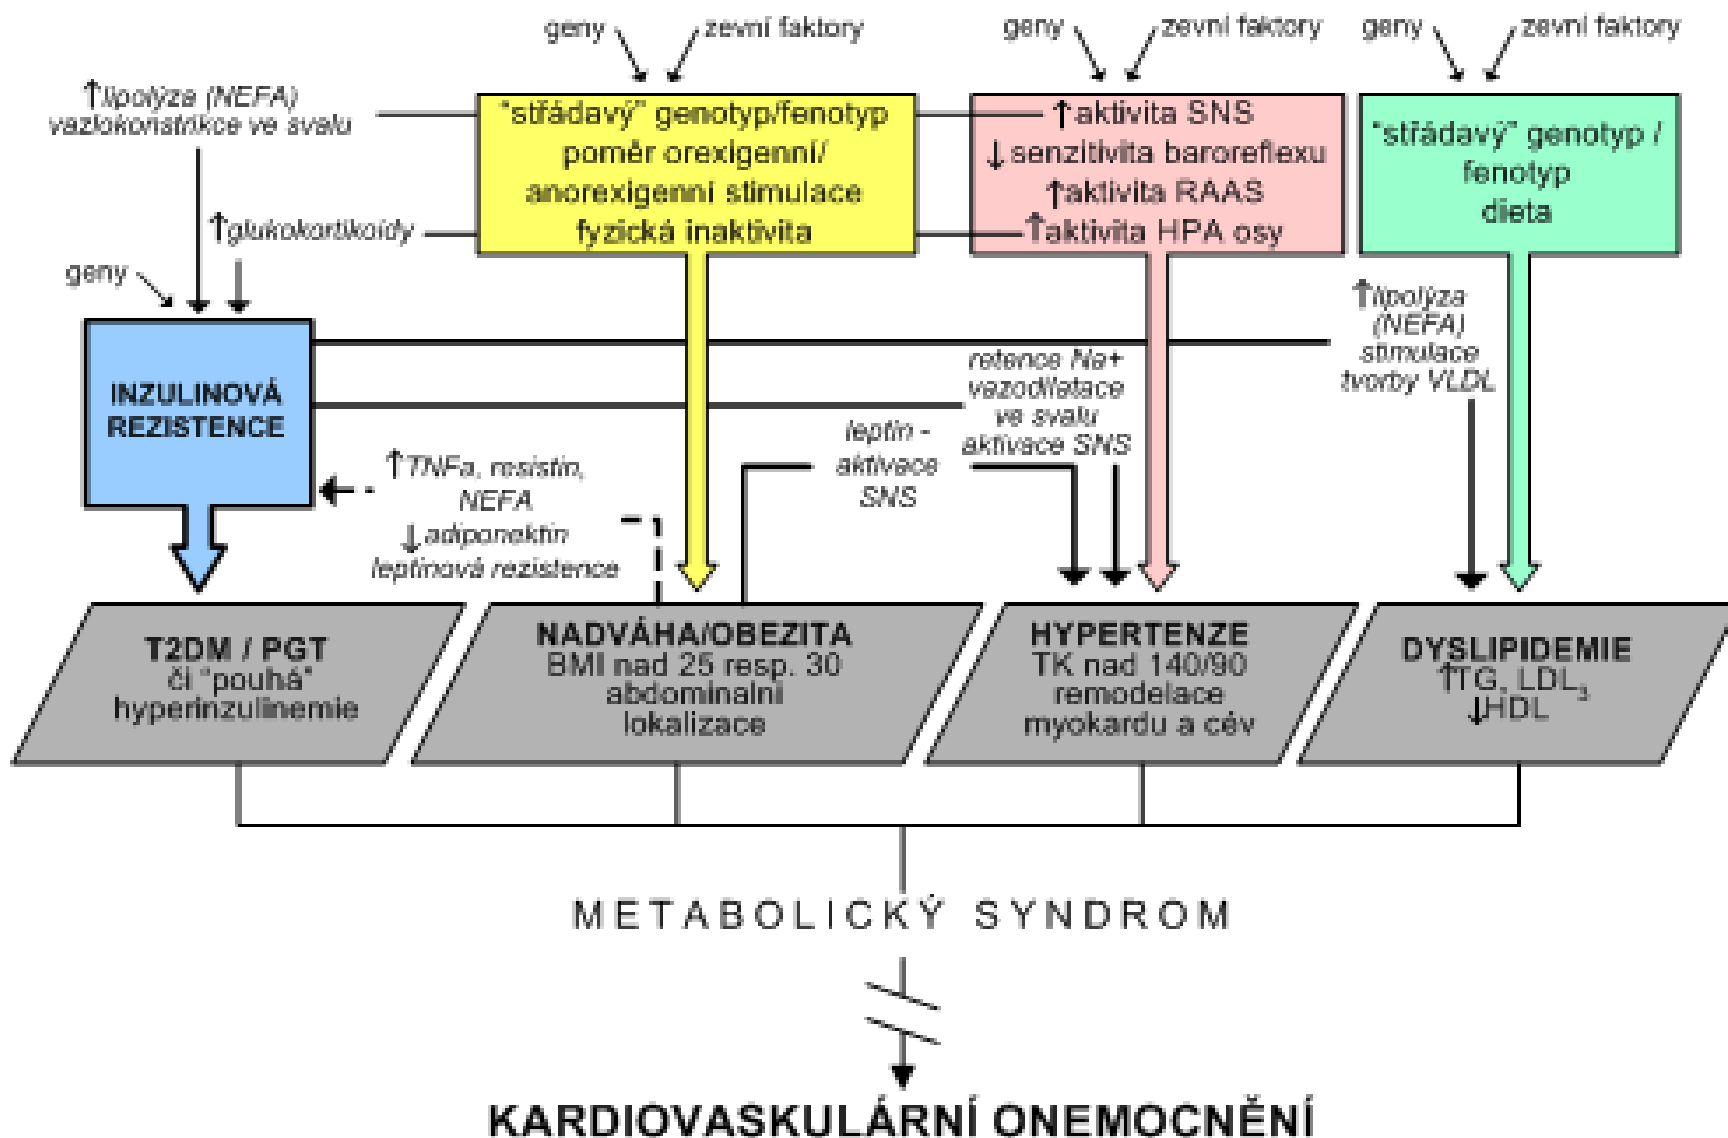 geny
zevní faktory
geny
zevní faktory
geny
zevní faktory
↑lipolýza (NEFA)
vazlokonstrikce ve svalu
"střádavý" genotyp/fenotyp
poměr orexigenní/
anorexigenní stimulace
fyzická inaktivita
↑aktivita SNS
↓senzitivita baroreflexu
↑aktivita RAAS
↑aktivita HPA osy
"střádavý" genotyp /
fenotyp
dieta
↑glukokortikoidy
geny
INZULINOVÁ
REZISTENCE
↑lipolýza
(NEFA)
stimulace
tvorby VLDL
retence Na+
vazodilatace
ve svalu
aktivace SNS
leptin -
aktivace
SNS
↑TNFa, resistin,
NEFA
↓adiponektin
leptinová rezistence
T2DM / PGT
či "pouhá"
hyperinzulinemie
NADVÁHA/OBEZITA
BMI nad 25 resp. 30
abdominalní
lokalizace
HYPERTENZE
TK nad 140/90
remodelace
myokardu a cév
DYSLIPIDEMIE
↑TG, LDL3
↓HDL
METABOLICKÝ SYNDROM
KARDIOVASKULÁRNÍ ONEMOCNĚNÍ